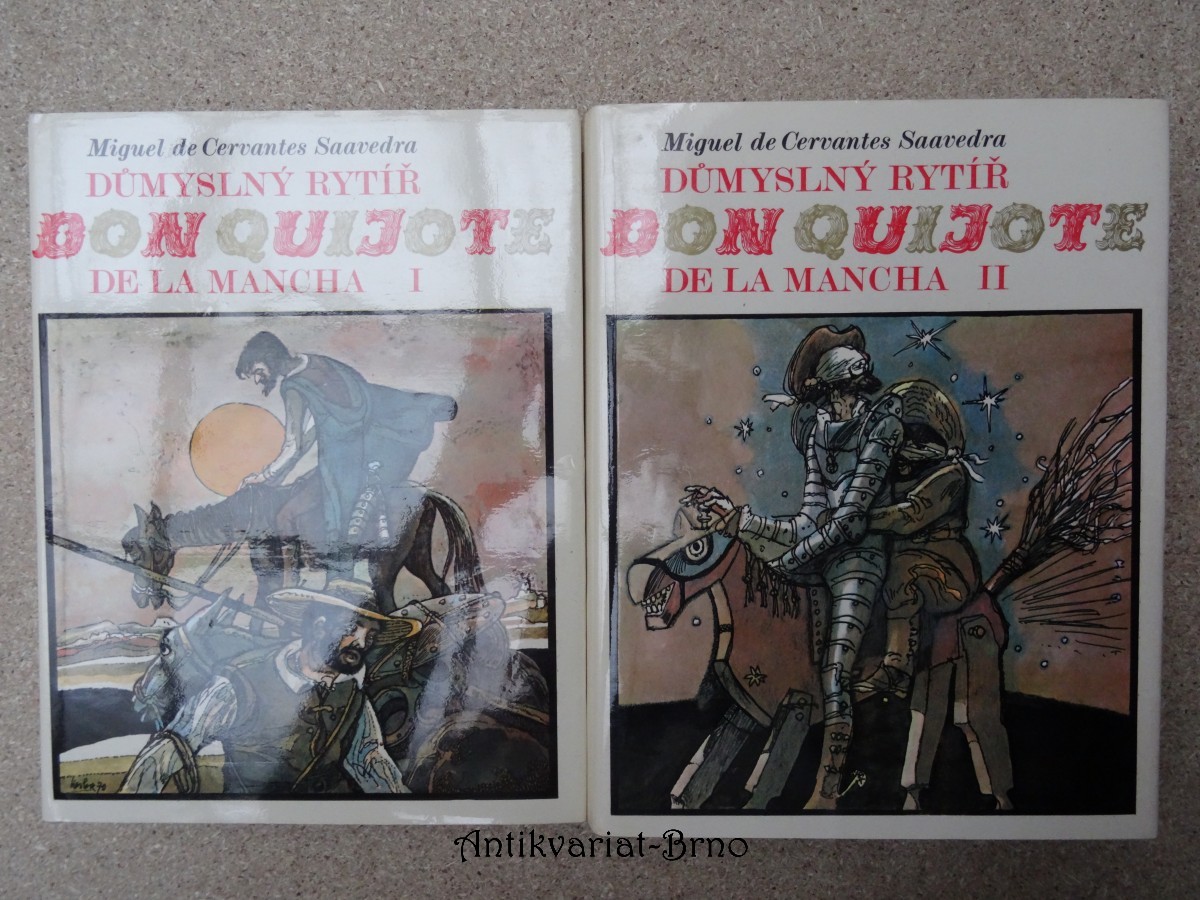 Miguel de Cervantes Saavedra
DŮMYSLNÝ RYTÍŘ
DON QUIJOTE
DE LA MANCHA I
Miguel de Cervantes Saavedra
DŮMYSLNÝ RYTÍŘ
DON QUIJOTE
DE LA MANCHA II
Antikvariat-Brno